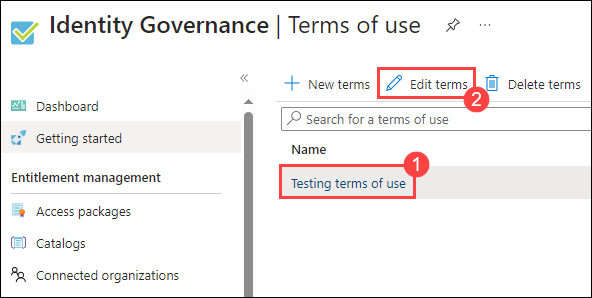 Identity Governance | Terms of use
Dashboard
Getting started
Entitlement management
Access packages
Catalogs
Connected organizations
New terms Edit terms Delete terms
2
Search for a terms of use
Name
1
Testing terms of use